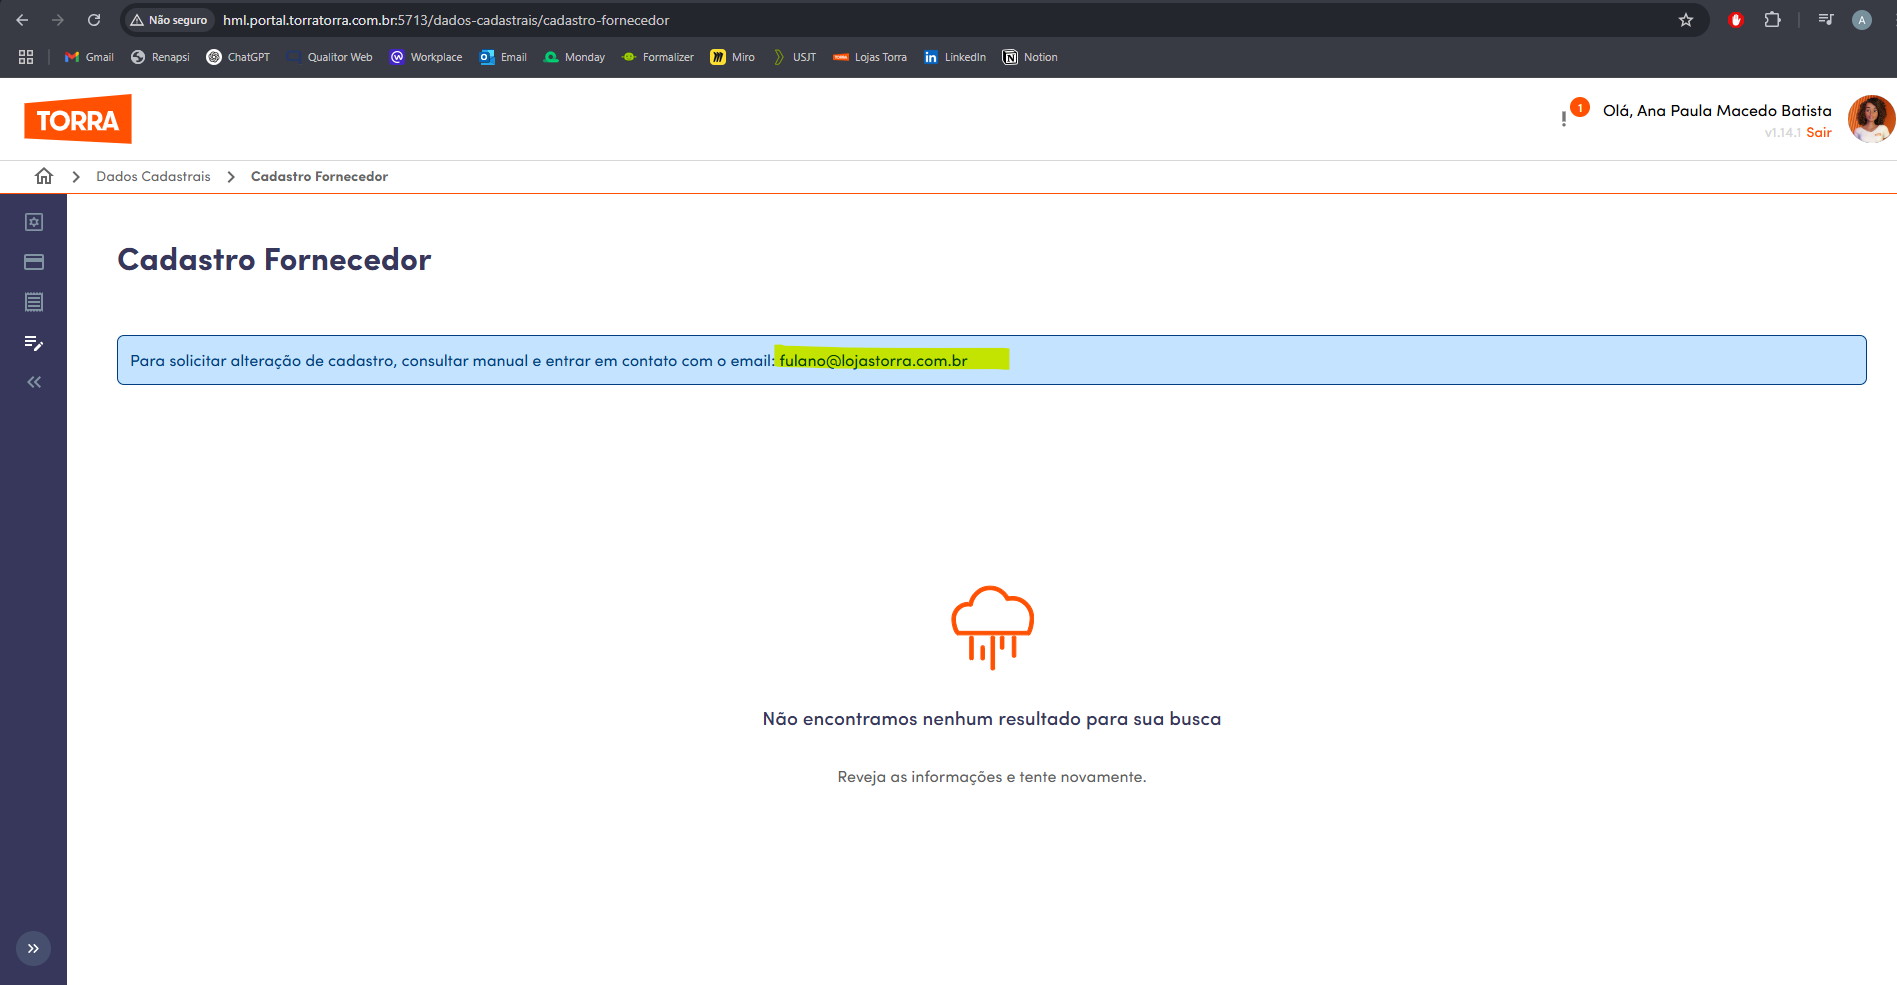 Não seguro
hml.portal.torratorra.com.br:5713/dados-cadastrais/cadastro-fornecedor
A
Gmail
Renapsi
ChatGPT
Qualitor Web
Workplace
Email
Monday
Formalizer
Miro
USJT
Lojas Torra
LinkedIn
Notion
TORRA
1
Olá, Ana Paula Macedo Batista
v1.14.1 Sair
Dados Cadastrais
Cadastro Fornecedor
Cadastro Fornecedor
Para solicitar alteração de cadastro, consultar manual e entrar em contato com o email: fulano@lojastorra.com.br
Não encontramos nenhum resultado para sua busca
Reveja as informações e tente novamente.